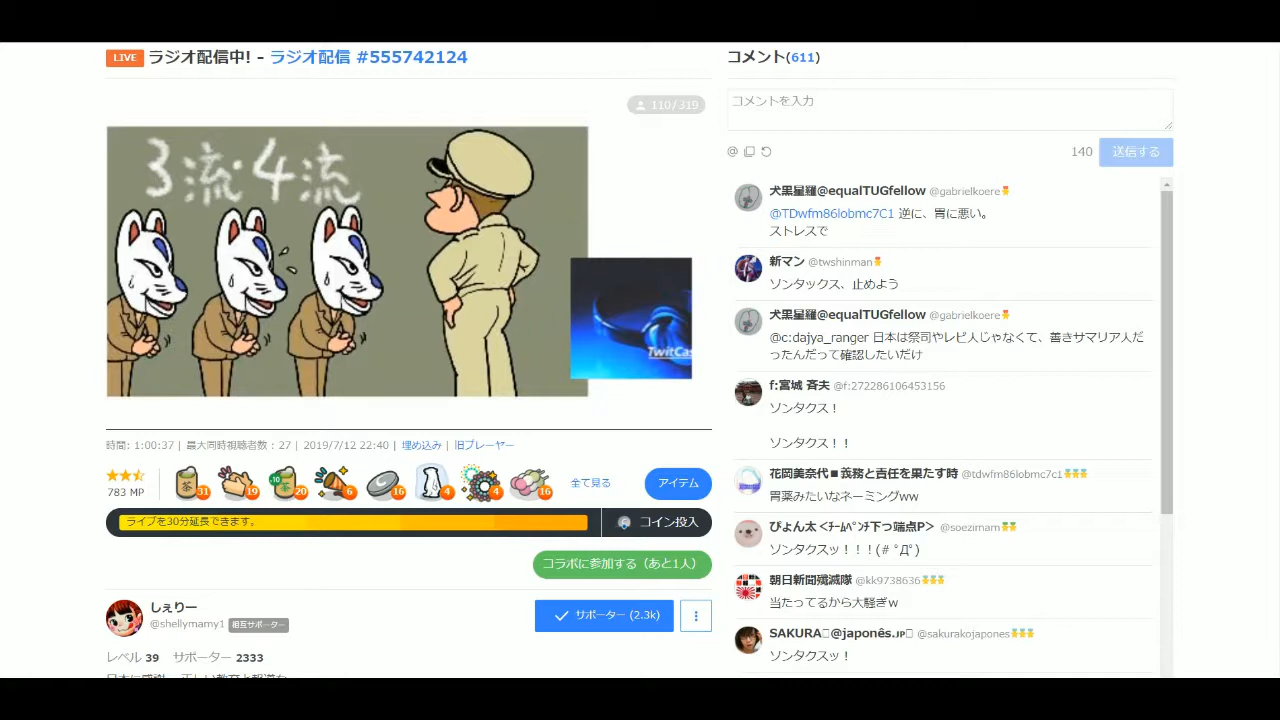 LIVE ラジオ配信中! - ラジオ配信 #555742124
110/319
3流・4流
TwitCas
時間: 1:00:37 | 最大同時視聴者数 : 27 | 2019/7/12 22:40 | 埋め込み | 旧プレーヤー
783 MP
茶 31
19
+10 茶 20
6
16
4
4
16
全て見る
アイテム
ライブを30分延長できます。
コイン投入
コラボに参加する（あと1人）
しぇりー
@shellymamy1 相互サポーター
サポーター (2.3k)
レベル 39 サポーター 2333
コメント(611)
コメントを入力
140 送信する
犬黒星羅@equalTUGfellow @gabrielkoere
@TDwfm86lobmc7C1 逆に、胃に悪い。
ストレスで
新マン @twshinman
ソンタックス、止めよう
犬黒星羅@equalTUGfellow @gabrielkoere
@c:dajya_ranger 日本は祭司やレビ人じゃなくて、善きサマリア人だ
ったんだって確認したいだけ
f:宮城 斉夫 @f:272286106453156
ソンタクス！
ソンタクス！！
花岡美奈代■義務と責任を果たす時 @tdwfm86lobmc7c1
胃薬みたいなネーミングww
ぴょん太<ﾁｰﾑﾍﾟﾝﾁ下っ端点P> @soezimam
ソンタクスッ！！！(＃ﾟДﾟ)
朝日新聞殲滅隊 @kk9738636
当たってるから大騒ぎｗ
SAKURA @japonês.ᴊᴘ @sakurakojapones
ソンタクスッ！